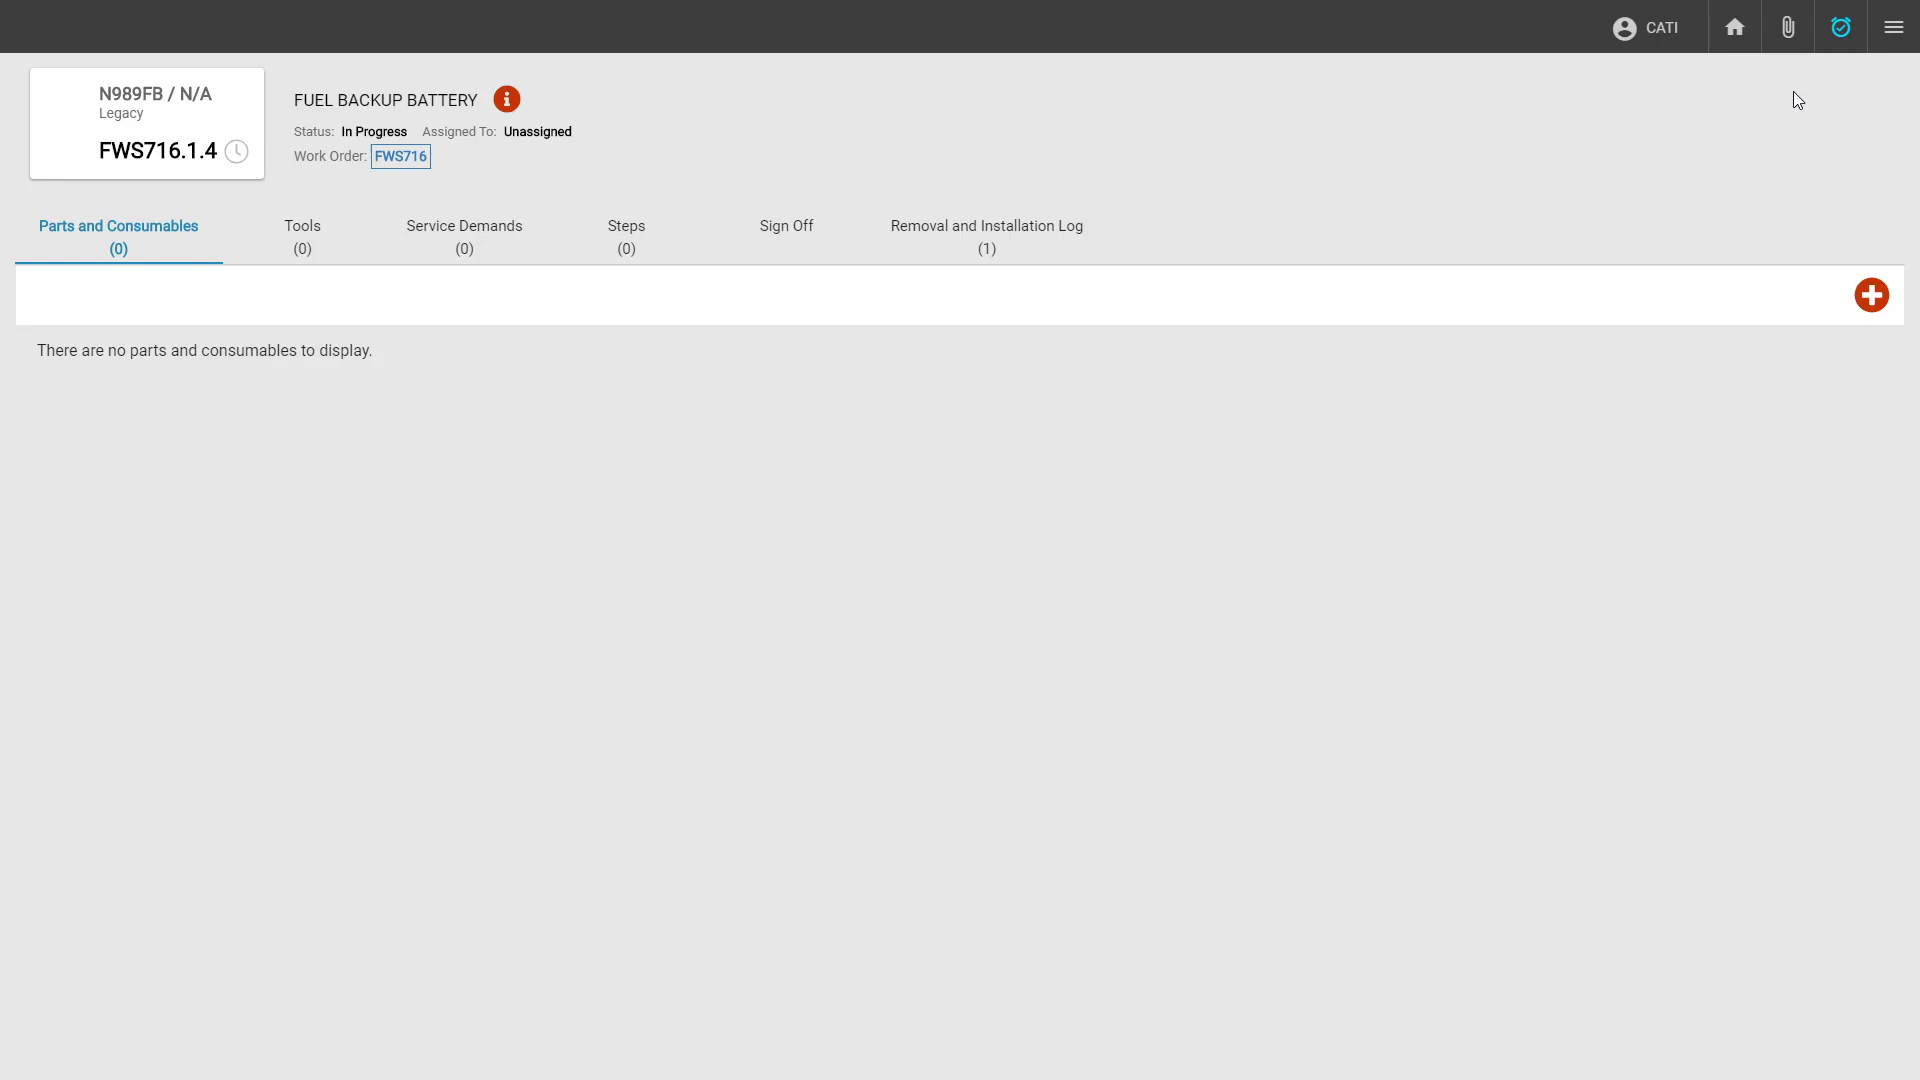 CATI
N989FB / N/A
Legacy
FWS716.1.4
FUEL BACKUP BATTERY
Status: In Progress Assigned To: Unassigned
Work Order: FWS716
Parts and Consumables
(0)
Tools
(0)
Service Demands
(0)
Steps
(0)
Sign Off
Removal and Installation Log
(1)
There are no parts and consumables to display.